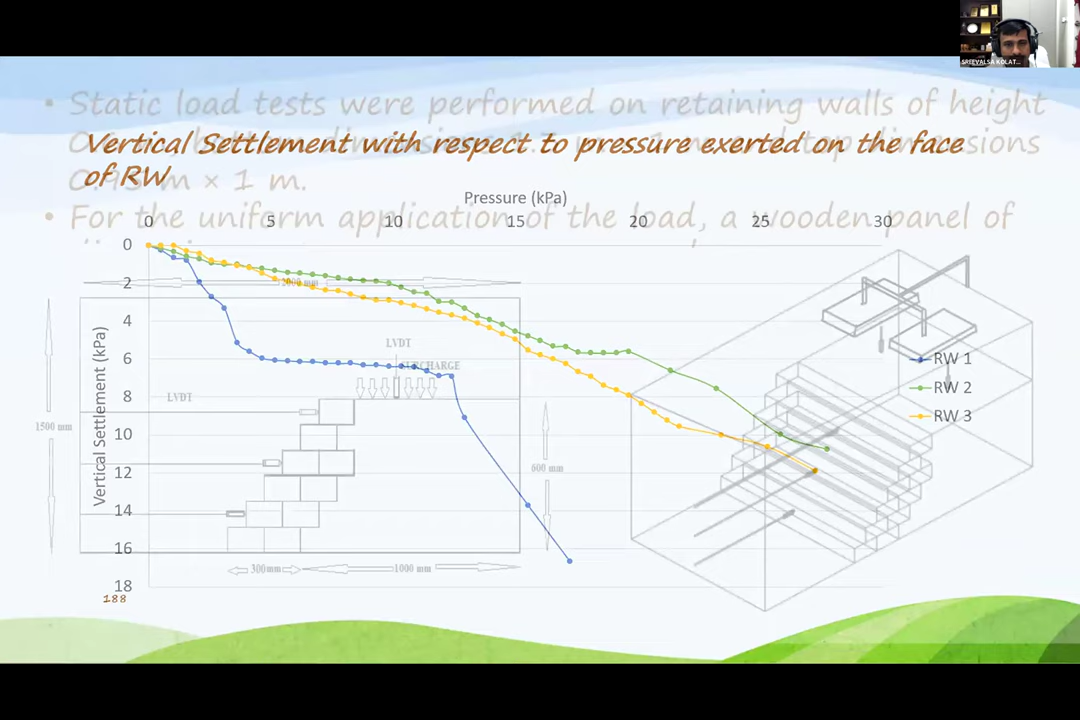 SREEVALSA KOLAT...
• Static load tests were performed on retaining walls of height
Vertical Settlement with respect to pressure exerted on the face
of RW
m × 1 m.
Pressure (kPa)
• For the uniform application of the load, a wooden panel of
0 5 10 15 20 25 30
0
2
4
6
8
10
12
14
16
18
Vertical Settlement (kPa)
RW 1
RW 2
RW 3
2000 mm
LVDT
SURCHARGE
LVDT
1500 mm
600 mm
300mm
1000 mm
188